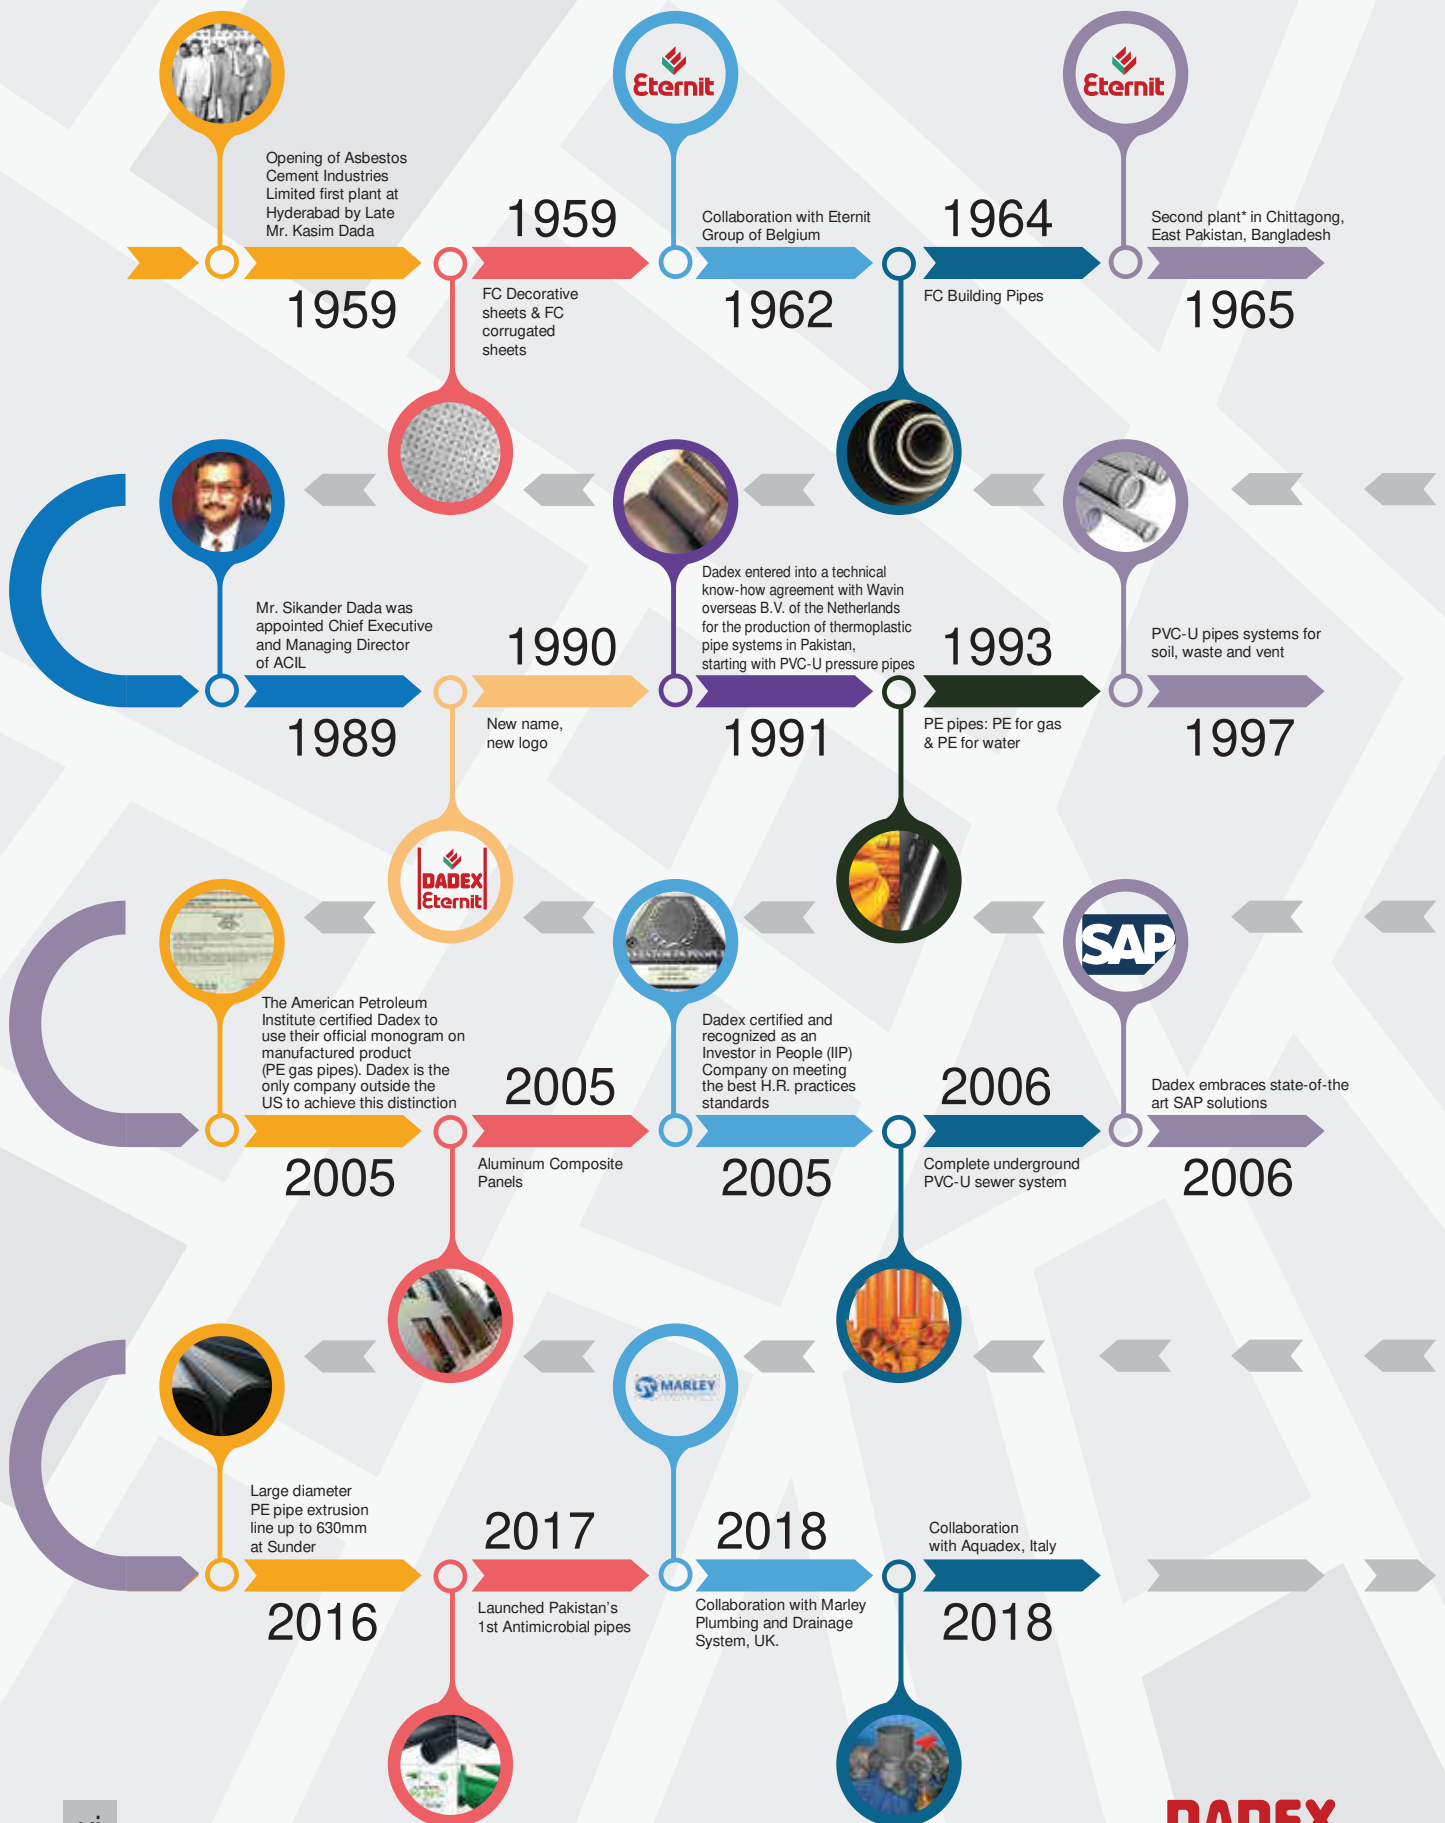 Eternit
Eternit
Opening of Asbestos
Cement Industries
Limited first plant at
Hyderabad by Late
Mr. Kasim Dada
1959
1959
FC Decorative
sheets & FC
corrugated
sheets
Collaboration with Eternit
Group of Belgium
1962
1964
FC Building Pipes
Second plant* in Chittagong,
East Pakistan, Bangladesh
1965
Mr. Sikander Dada was
appointed Chief Executive
and Managing Director
of ACIL
1989
1990
New name,
new logo
DADEX
Eternit
Dadex entered into a technical
know-how agreement with Wavin
overseas B.V. of the Netherlands
for the production of thermoplastic
pipe systems in Pakistan,
starting with PVC-U pressure pipes
1991
1993
PE pipes: PE for gas
& PE for water
PVC-U pipes systems for
soil, waste and vent
1997
The American Petroleum
Institute certified Dadex to
use their official monogram on
manufactured product
(PE gas pipes). Dadex is the
only company outside the
US to achieve this distinction
2005
2005
Aluminum Composite
Panels
Dadex certified and
recognized as an
Investor in People (IIP)
Company on meeting
the best H.R. practices
standards
2005
2006
Complete underground
PVC-U sewer system
SAP
Dadex embraces state-of-the
art SAP solutions
2006
Large diameter
PE pipe extrusion
line up to 630mm
at Sunder
2016
2017
Launched Pakistan's
1st Antimicrobial pipes
MARLEY
2018
Collaboration with Marley
Plumbing and Drainage
System, UK.
Collaboration
with Aquadex, Italy
2018
DADEX